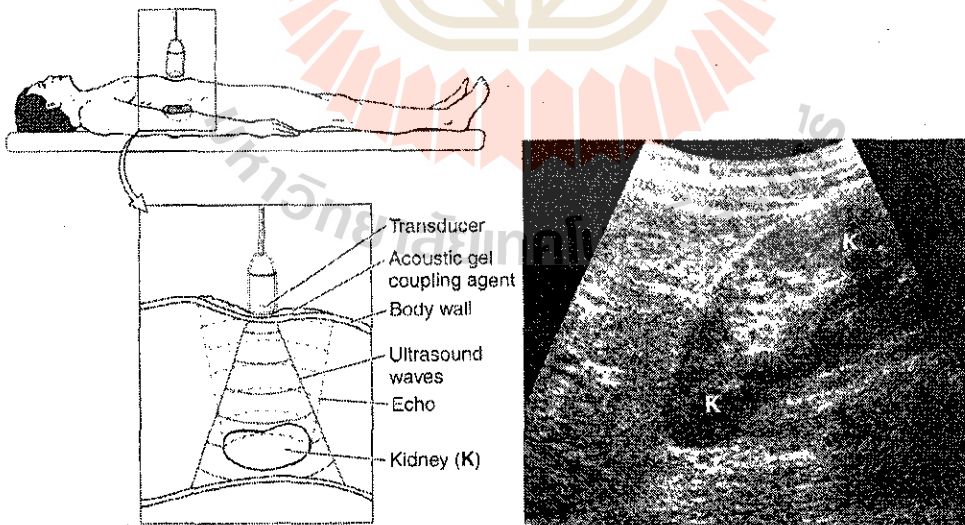 Transducer
Acoustic gel
coupling agent
Body wall
Ultrasound
waves
Echo
Kidney (K)
K
K